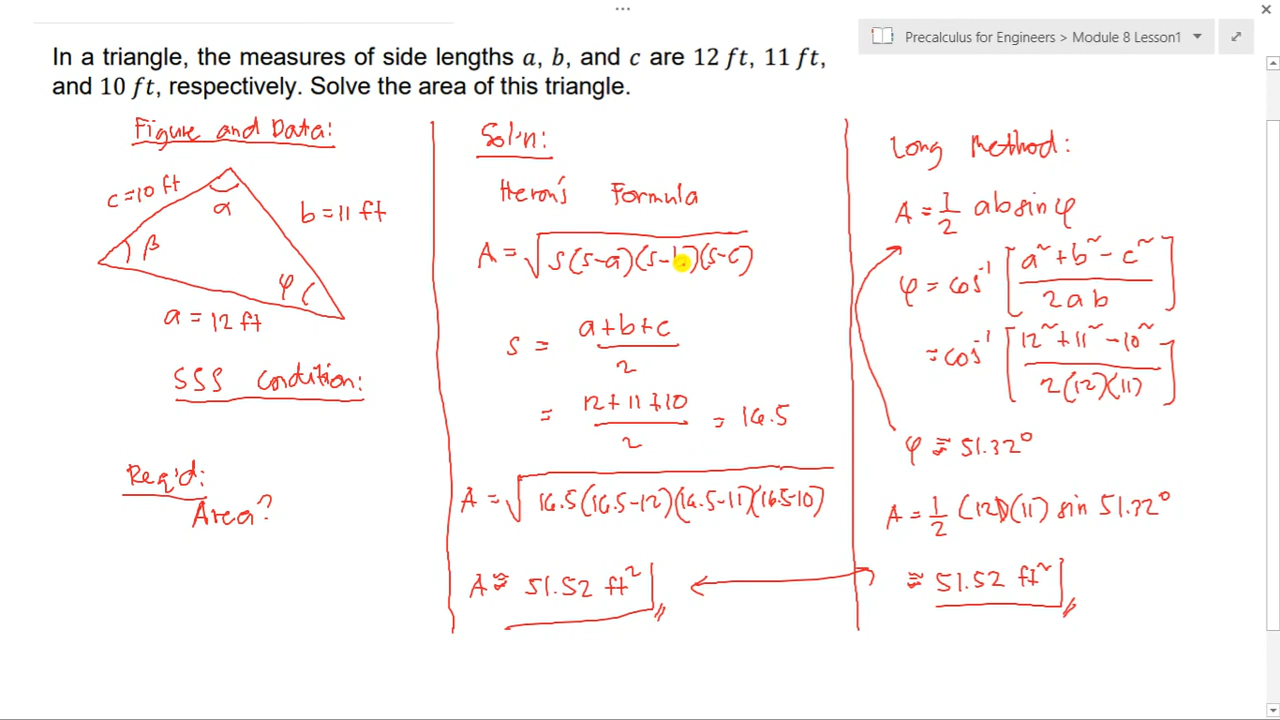 Precalculus for Engineers > Module 8 Lesson1
In a triangle, the measures of side lengths a, b, and c are 12 ft, 11 ft,
and 10 ft, respectively. Solve the area of this triangle.
Figure and Data:
c=10 ft
α
b=11 ft
β
φ
a = 12 ft
SSS Condition:
Req'd:
Area?
Sol'n:
Heron's Formula
A = √s(s-a)(s-b)(s-c)
s = a+b+c
2
= 12+11+10
2
= 16.5
A = √16.5(16.5-12)(16.5-11)(16.5-10)
A ≈ 51.52 ft²
Long Method:
A = 1/2 ab sin φ
φ = cos⁻¹ [a²+b²-c²
2ab]
= cos⁻¹ [12²+11²-10²
2(12)(11)]
φ ≈ 51.32°
A = 1/2 (12)(11) sin 51.32°
≈ 51.52 ft²